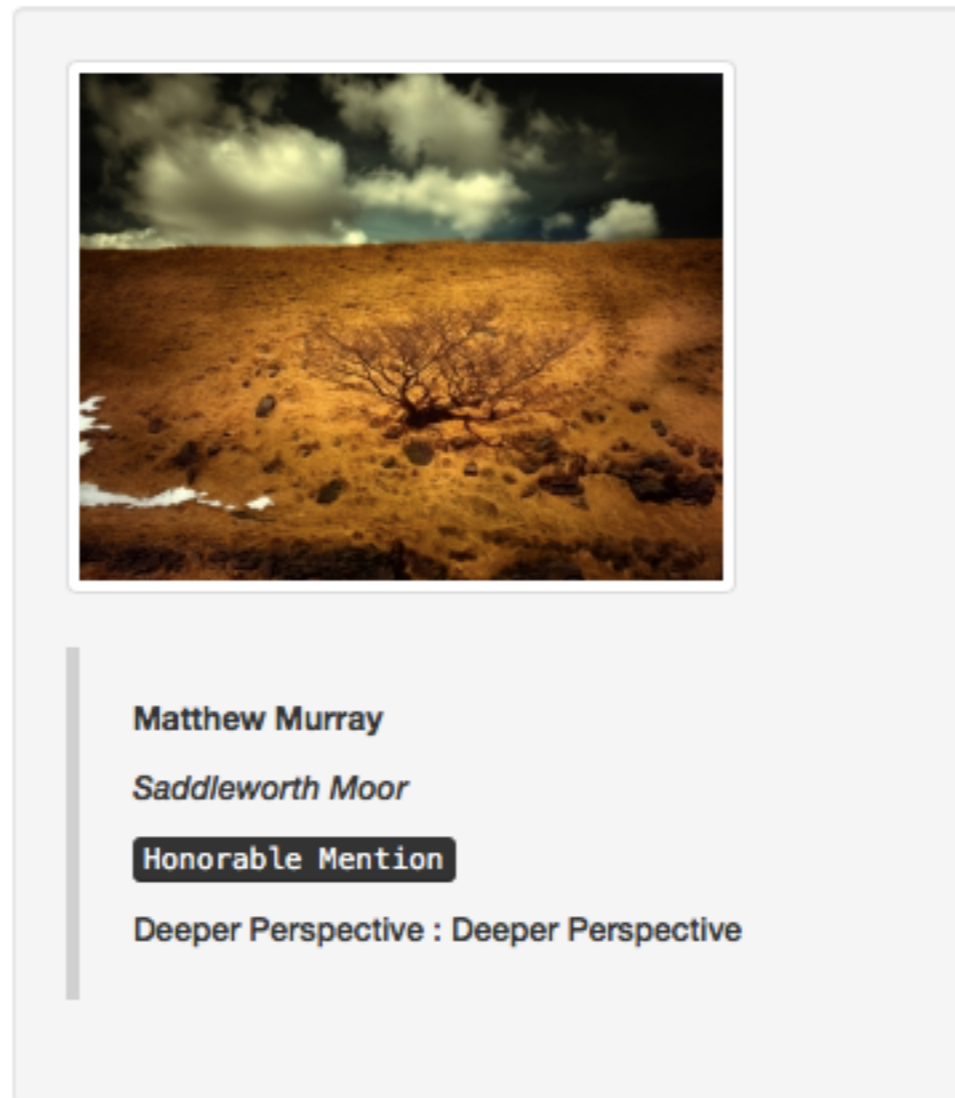 Matthew Murray
Saddleworth Moor
Honorable Mention
Deeper Perspective : Deeper Perspective